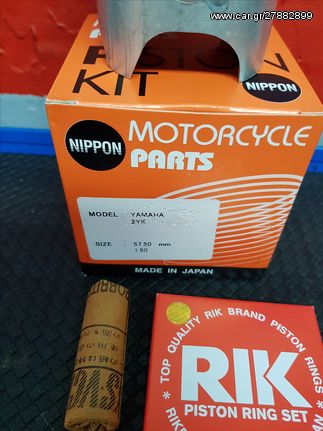 www.car.gr/27882899
PISTON
KIT
NIPPON
NIPPON
MOTORCYCLE
PARTS
MODEL : YAMAHA
2YK
SIZE : 57.50 mm
1.50
MADE IN JAPAN
* TOP QUALITY RIK BRAND PISTON RINGS *
RIK
PISTON RING SET